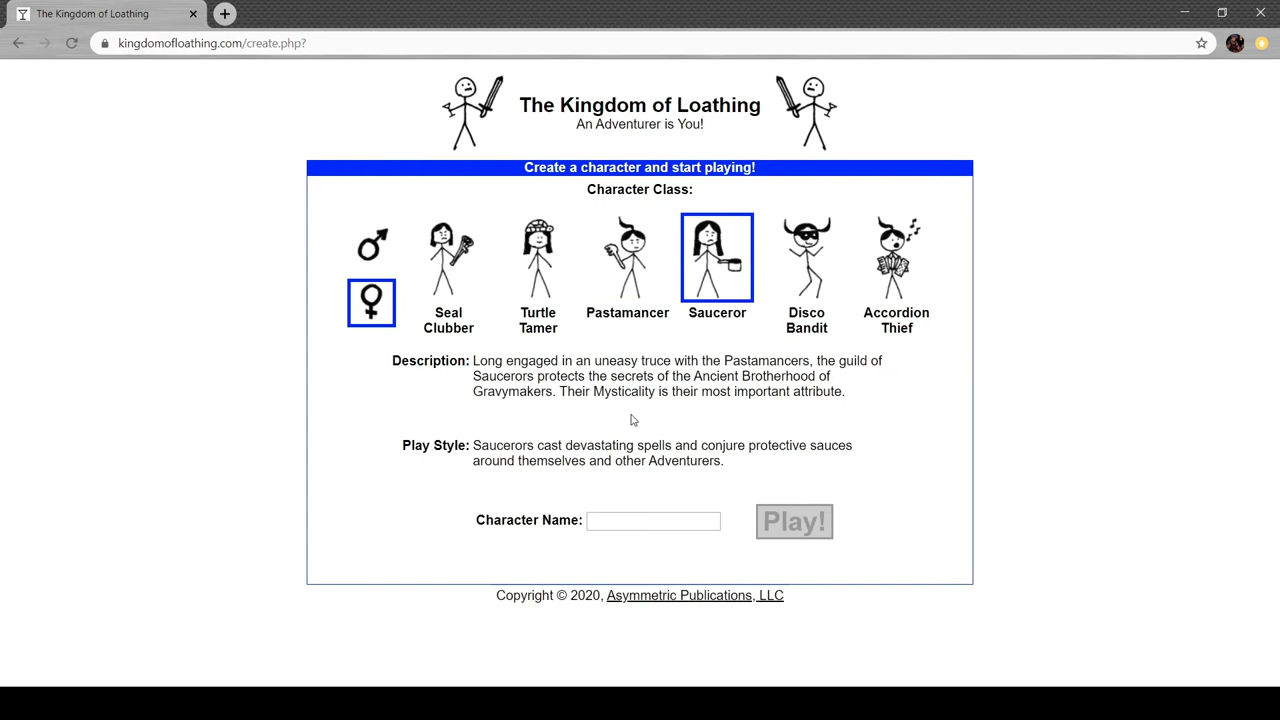 The Kingdom of Loathing
kingdomofloathing.com/create.php?
The Kingdom of Loathing
An Adventurer is You!
Create a character and start playing!
Character Class:
Seal
Clubber
Turtle
Tamer
Pastamancer
Sauceror
Disco
Bandit
Accordion
Thief
Description: Long engaged in an uneasy truce with the Pastamancers, the guild of
Saucerors protects the secrets of the Ancient Brotherhood of
Gravymakers. Their Mysticality is their most important attribute.
Play Style: Saucerors cast devastating spells and conjure protective sauces
around themselves and other Adventurers.
Character Name:
Play!
Copyright © 2020, Asymmetric Publications, LLC